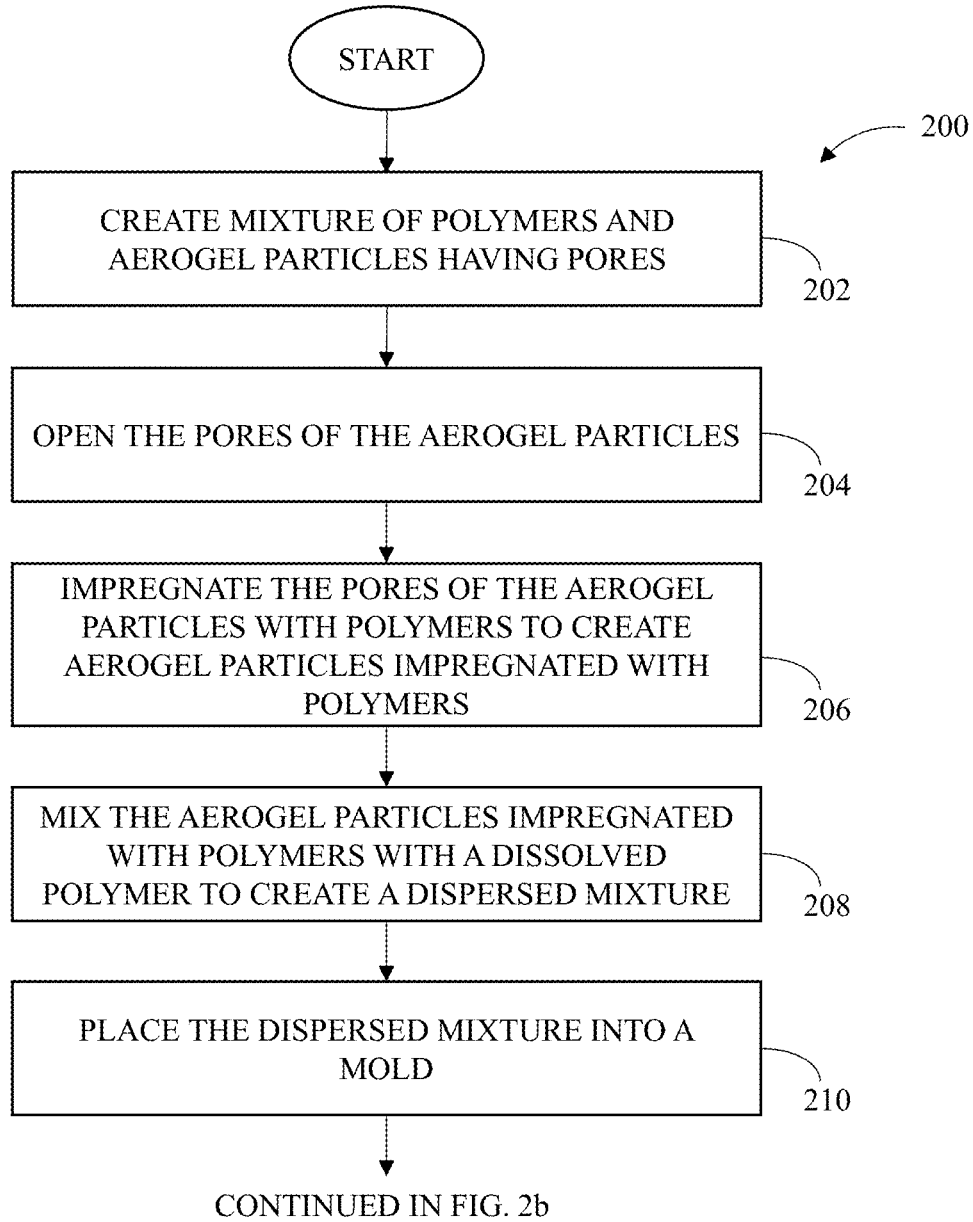 START
200
CREATE MIXTURE OF POLYMERS AND
AEROGEL PARTICLES HAVING PORES
202
OPEN THE PORES OF THE AEROGEL PARTICLES
204
IMPREGNATE THE PORES OF THE AEROGEL
PARTICLES WITH POLYMERS TO CREATE
AEROGEL PARTICLES IMPREGNATED WITH
POLYMERS
206
MIX THE AEROGEL PARTICLES IMPREGNATED
WITH POLYMERS WITH A DISSOLVED
POLYMER TO CREATE A DISPERSED MIXTURE
208
PLACE THE DISPERSED MIXTURE INTO A
MOLD
210
CONTINUED IN FIG. 2b